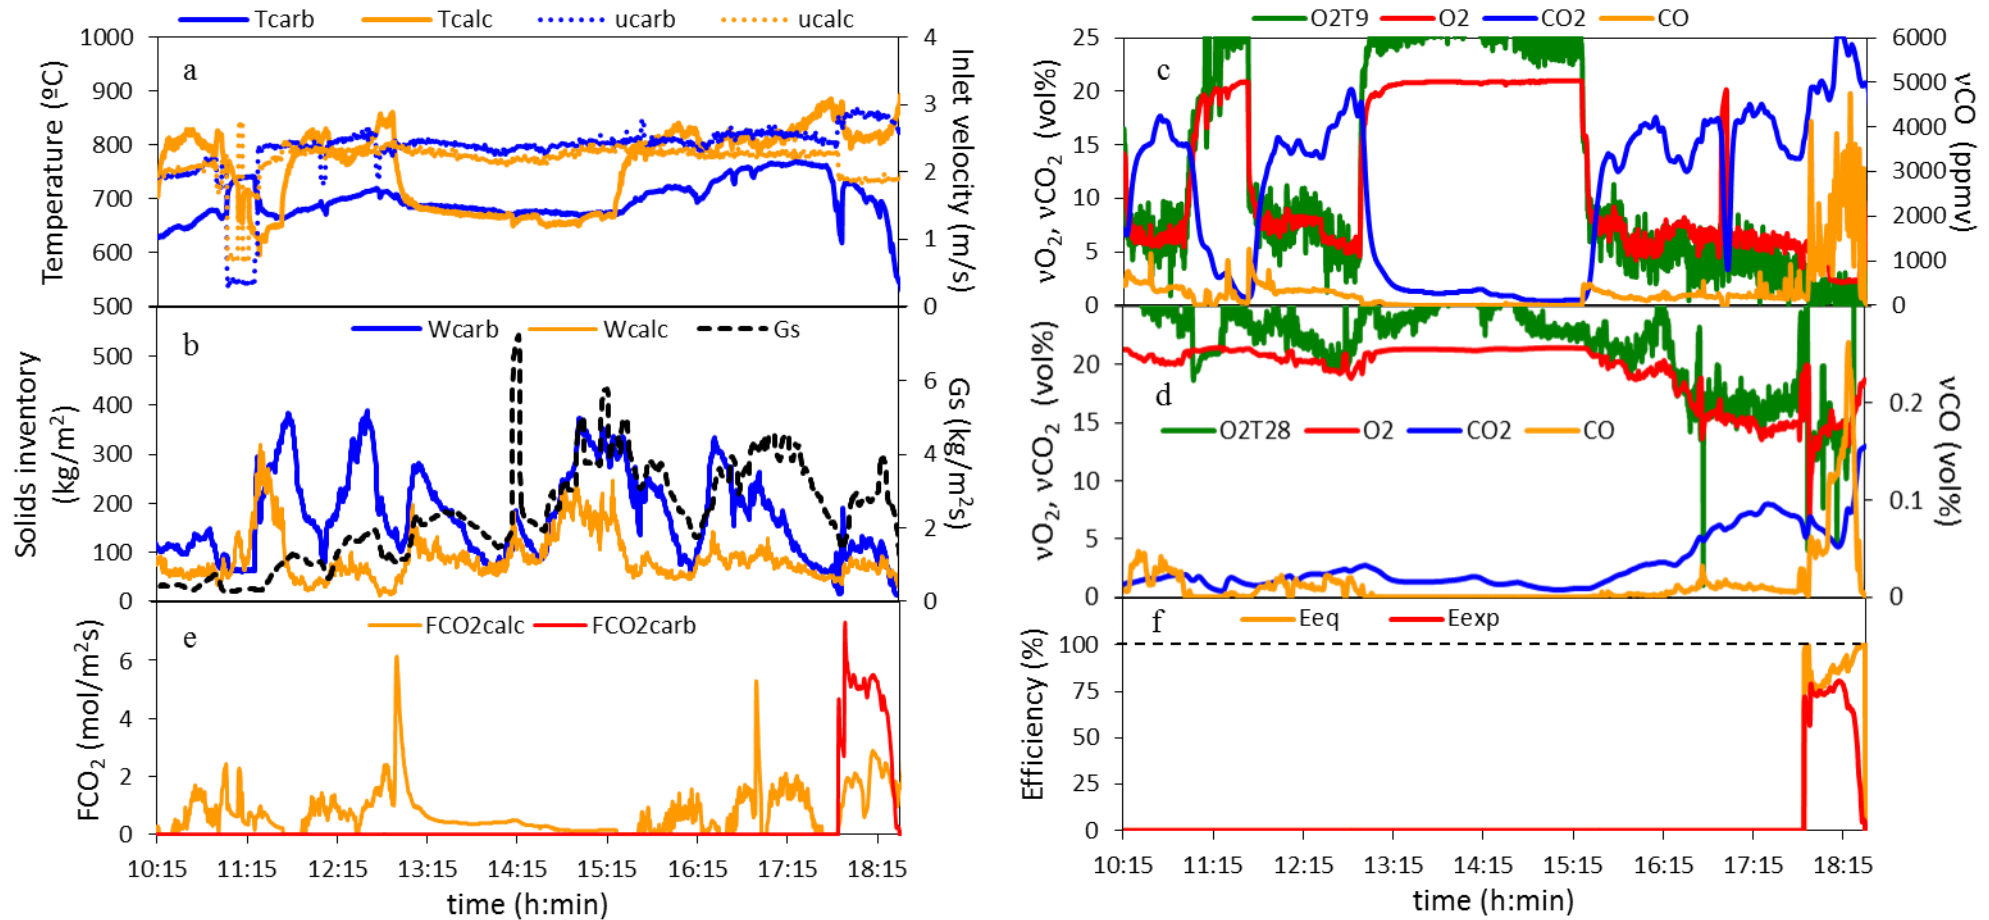 Tcarb Tcalc ucarb ucalc
a
1000
900
800
700
600
500
Temperature (ºC)
4
3
2
1
0
Inlet velocity (m/s)
Wcarb Wcalc Gs
b
500
400
300
200
100
0
Solids inventory
(kg/m²)
6
4
2
0
Gs (kg/m²s)
FCO2calc FCO2carb
e
6
4
2
0
FCO₂ (mol/m²s)
10:15 11:15 12:15 13:15 14:15 15:15 16:15 17:15 18:15
time (h:min)
O2T9 O2 CO2 CO
c
25
20
15
10
5
0
vO₂, vCO₂ (vol%)
6000
5000
4000
3000
2000
1000
0
vCO (ppmv)
d
O2T28 O2 CO2 CO
20
15
10
5
0
vO₂, vCO₂ (vol%)
0.2
0.1
0
vCO (vol%)
f
Eeq Eexp
100
75
50
25
0
Efficiency (%)
10:15 11:15 12:15 13:15 14:15 15:15 16:15 17:15 18:15
time (h:min)